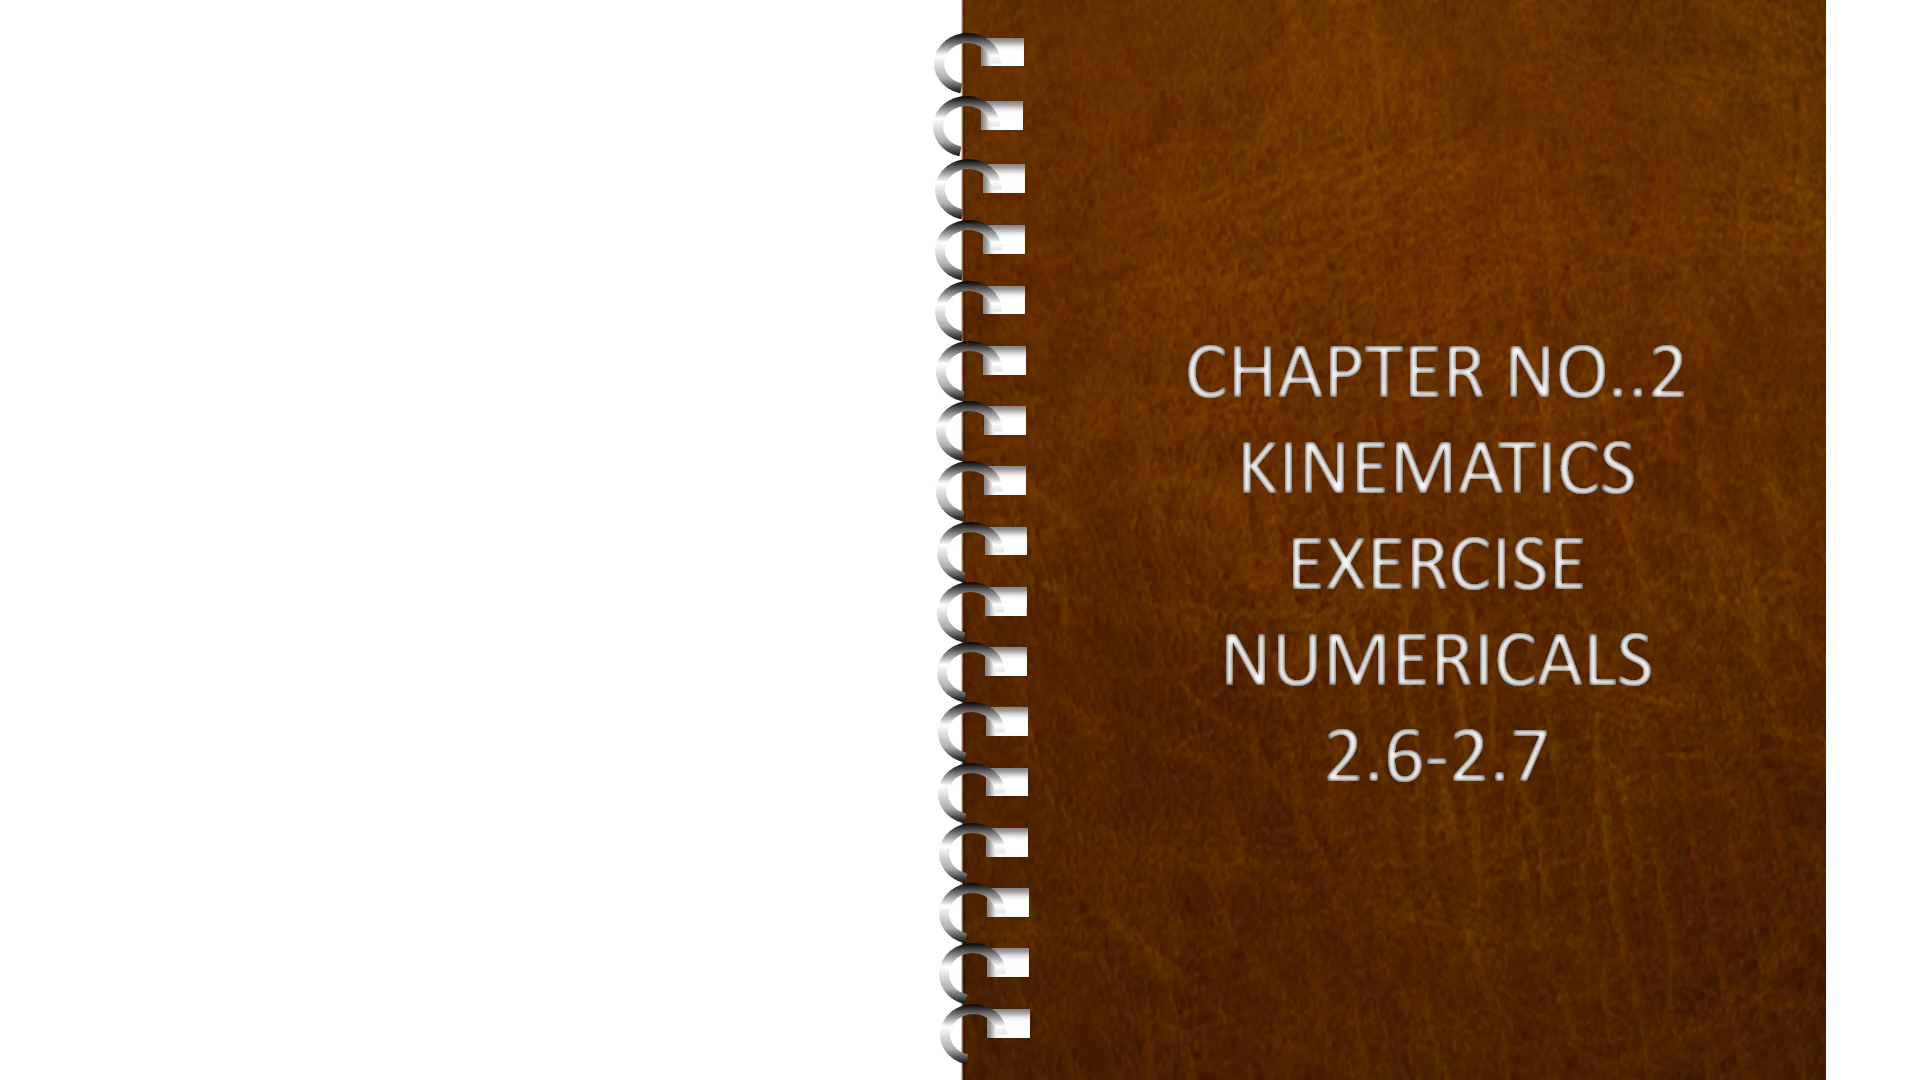 CHAPTER NO..2
KINEMATICS
EXERCISE
NUMERICALS
2.6-2.7